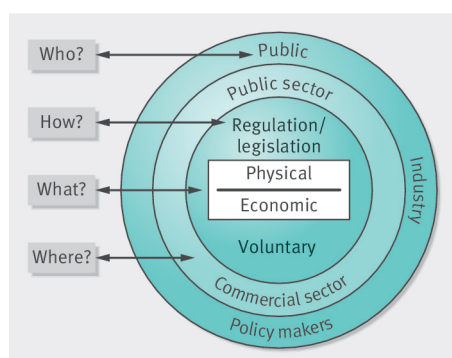 Who?
Public
Public sector
How?
Regulation/
legislation
Physical
What?
Economic
Industry
Where?
Voluntary
Commercial sector
Policy makers